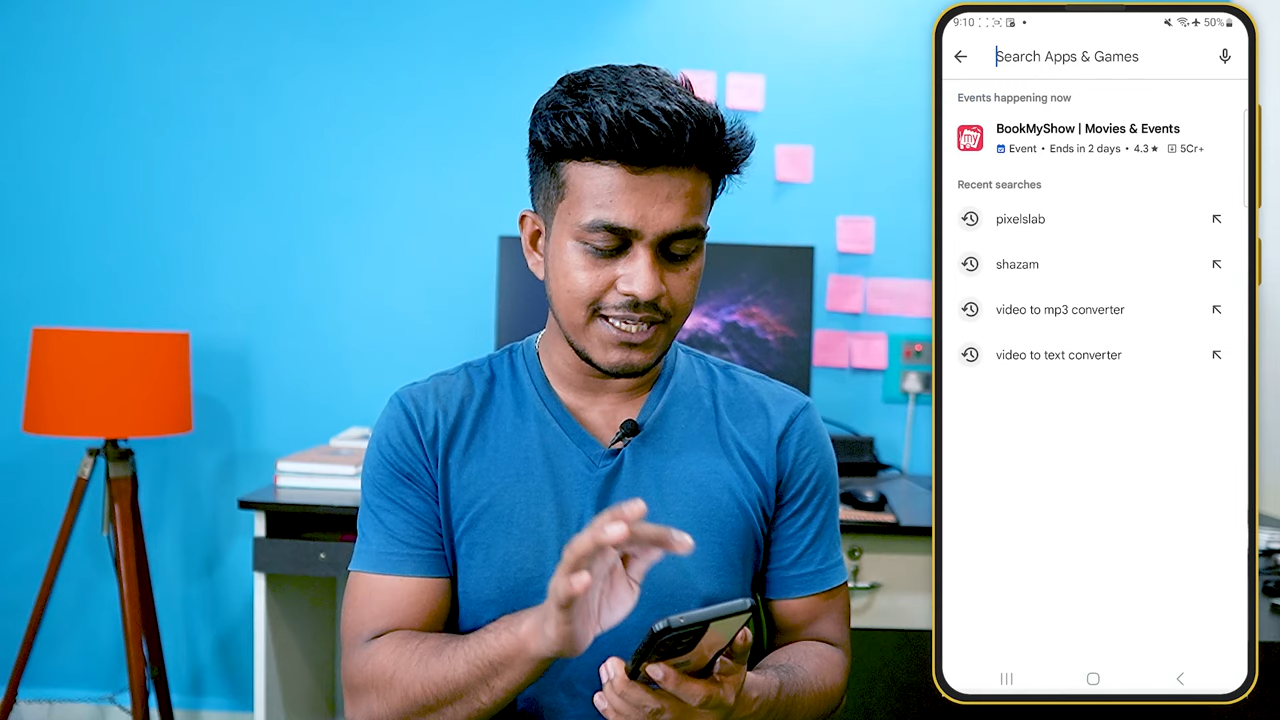 9:10
50%
Search Apps & Games
Events happening now
my
BookMyShow | Movies & Events
Event • Ends in 2 days • 4.3★ 5Cr+
Recent searches
pixelslab
shazam
video to mp3 converter
video to text converter